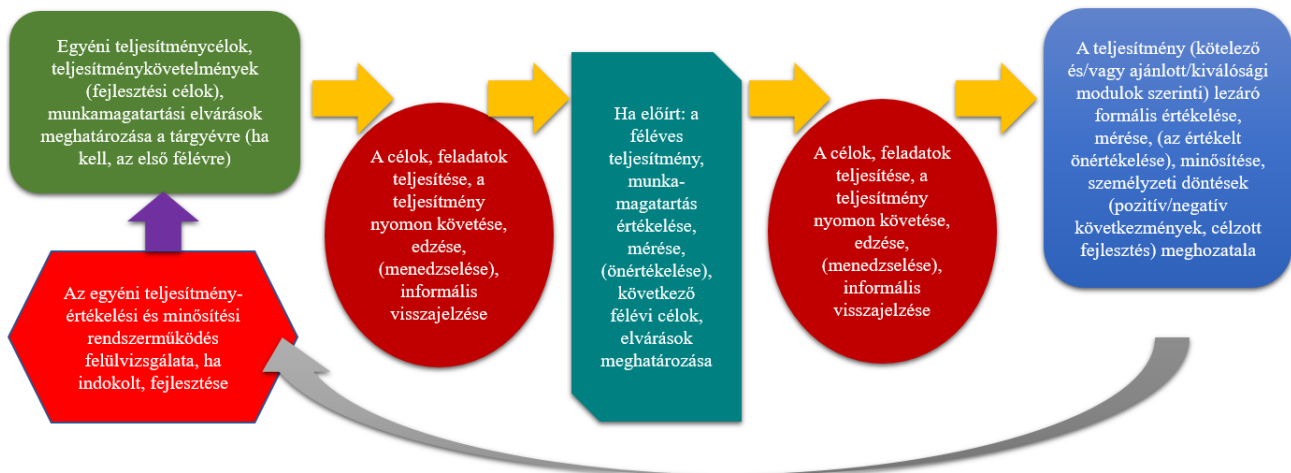 Egyéni teljesítménycélok,
teljesítménykövetelmények
(fejlesztési célok),
munkamagatartási elvárások
meghatározása a tárgyévre (ha
kell, az első félévre)
A célok, feladatok
teljesítése, a
teljesítmény
nyomon követése,
edzése,
(menedzselése),
informális
visszajelzése
Ha előírt: a
féléves
teljesítmény,
munka-
magatartás
értékelése,
mérése,
(önértékelése),
következő
félévi célok,
elvárások
meghatározása
A célok, feladatok
teljesítése, a
teljesítmény
nyomon követése,
edzése,
(menedzselése),
informális
visszajelzése
A teljesítmény (kötelező
és/vagy ajánlott/kiválósági
modulok szerinti) lezáró
formális értékelése,
mérése, (az értékelt
önértékelése), minősítése,
személyzeti döntések
(pozitív/negatív
következmények, célzott
fejlesztés) meghozatala
Az egyéni teljesítmény-
értékelési és minősítési
rendszerműködés
felülvizsgálata, ha
indokolt, fejlesztése